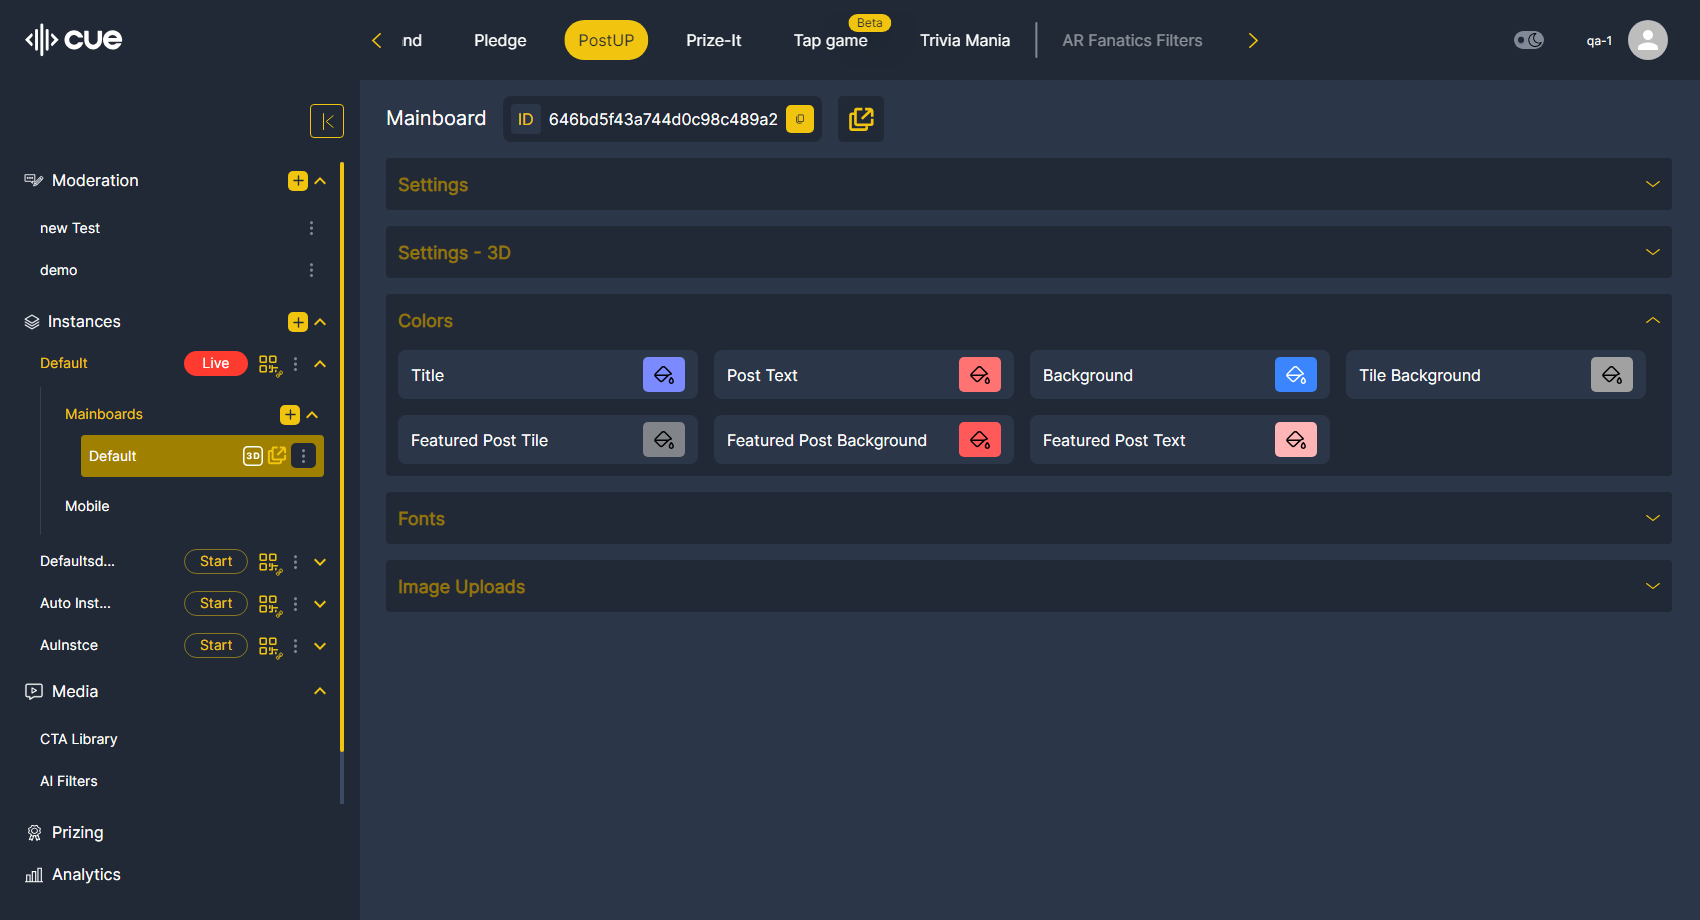 cue
nd
Pledge
PostUP
Prize-It
Beta
Tap game
Trivia Mania
AR Fanatics Filters
qa-1
Moderation
new Test
demo
Instances
Default
Live
Mainboards
Default
3D
Mobile
Defaultsd...
Start
Auto Inst...
Start
AuInstce
Start
Media
CTA Library
AI Filters
Prizing
Analytics
Mainboard
ID 646bd5f43a744d0c98c489a2
Settings
Settings - 3D
Colors
Title
Post Text
Background
Tile Background
Featured Post Tile
Featured Post Background
Featured Post Text
Fonts
Image Uploads